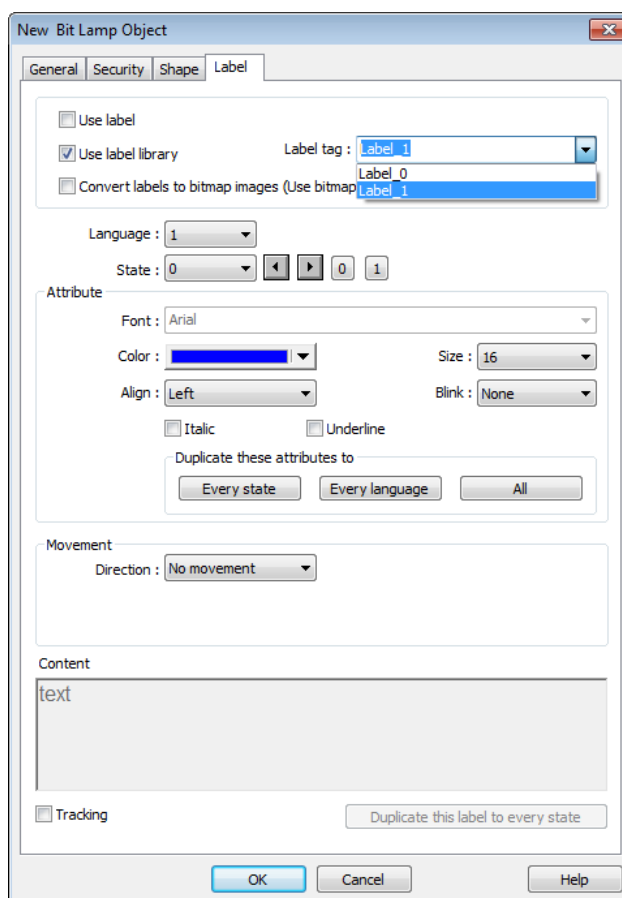 New Bit Lamp Object
General Security Shape Label
Use label
Use label library Label tag : Label_1
Label_0
Convert labels to bitmap images (Use bitmap Label_1
Language : 1
State : 0 0 1
Attribute
Font : Arial
Color : Size : 16
Align : Left Blink : None
Italic Underline
Duplicate these attributes to
Every state Every language All
Movement
Direction : No movement
Content
text
Tracking Duplicate this label to every state
OK Cancel Help